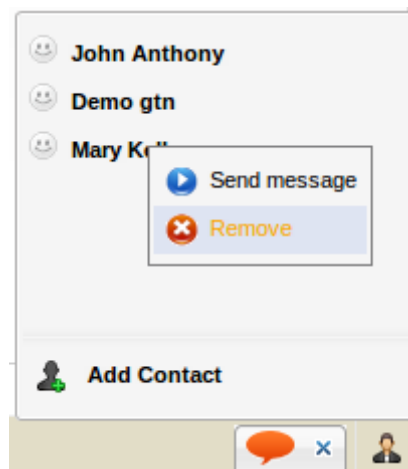 John Anthony
Demo gtn
Mary
Send message
Remove
Add Contact